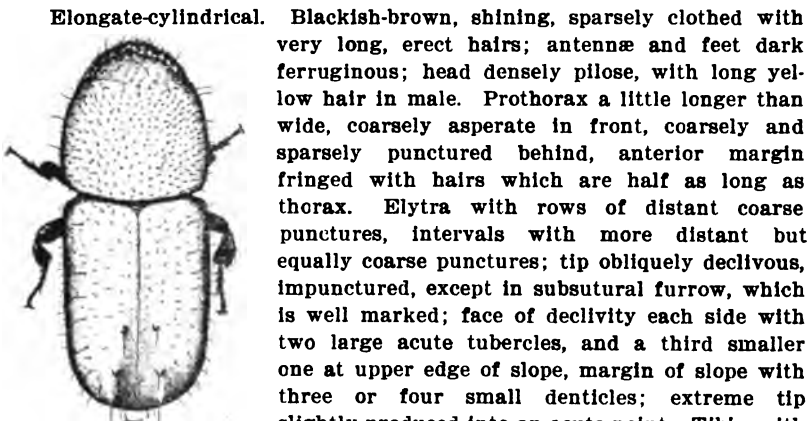 Elongate-cylindrical. Blackish-brown, shining, sparsely clothed with
very long, erect hairs; antennæ and feet dark
ferruginous; head densely pilose, with long yel-
low hair in male. Prothorax a little longer than
wide, coarsely asperate in front, coarsely and
sparsely punctured behind, anterior margin
fringed with hairs which are half as long as
thorax. Elytra with rows of distant coarse
punctures, intervals with more distant but
equally coarse punctures; tip obliquely declivous,
impunctured, except in subsutural furrow, which
is well marked; face of declivity each side with
two large acute tubercles, and a third smaller
one at upper edge of slope, margin of slope with
three or four small denticles; extreme tip